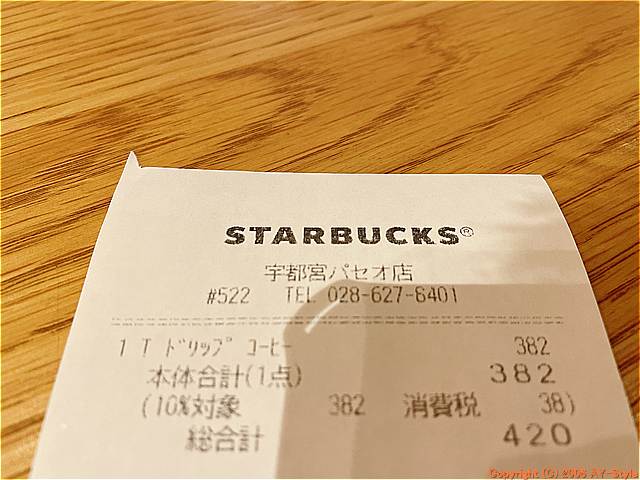 STARBUCKS®
宇都宮パセオ店
#522 TEL 028-627-8401
1 T ﾄﾞﾘｯﾌﾟ ｺｰﾋｰ 382
本体合計(1点) 382
(10%対象 382 消費税 38)
総合計 420
Copyright (C) 2006 AY-Style